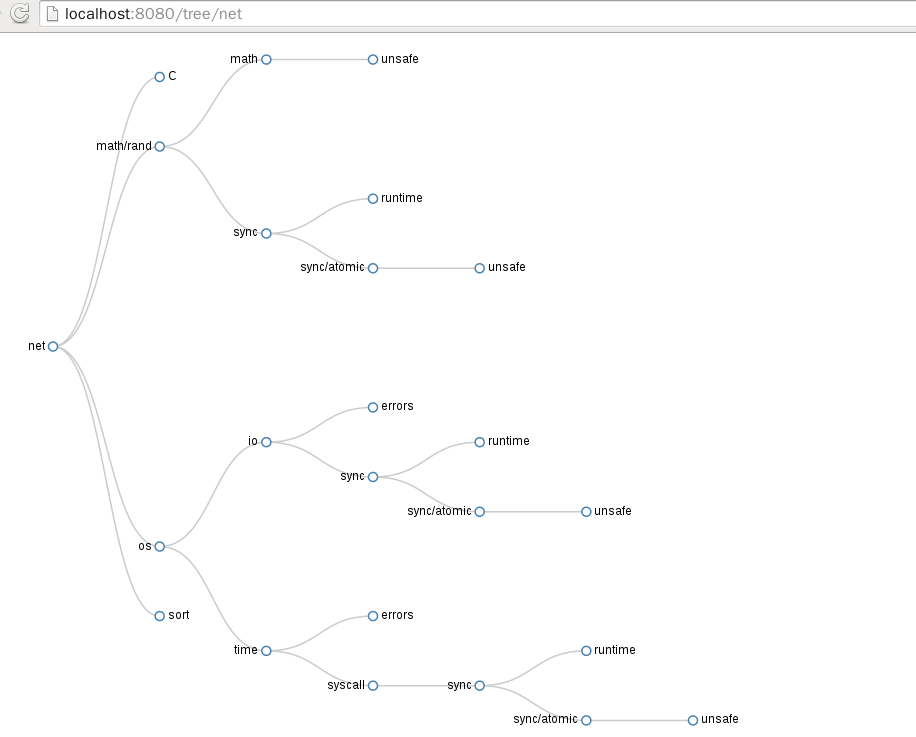 localhost:8080/tree/net
math unsafe
C
math/rand
runtime
sync
sync/atomic unsafe
net
errors
io runtime
sync
sync/atomic unsafe
os
sort errors
time runtime
syscall sync
sync/atomic unsafe